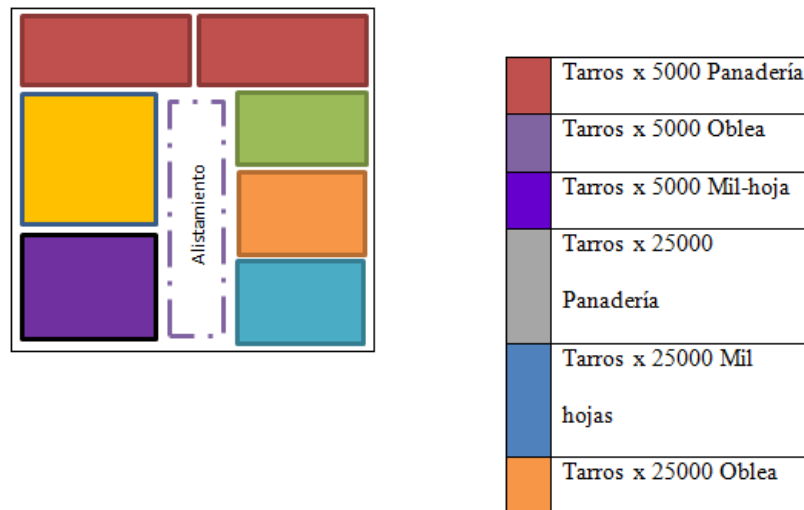 Alistamiento
Tarros x 5000 Panadería
Tarros x 5000 Oblea
Tarros x 5000 Mil-hoja
Tarros x 25000
Panadería
Tarros x 25000 Mil
hojas
Tarros x 25000 Oblea